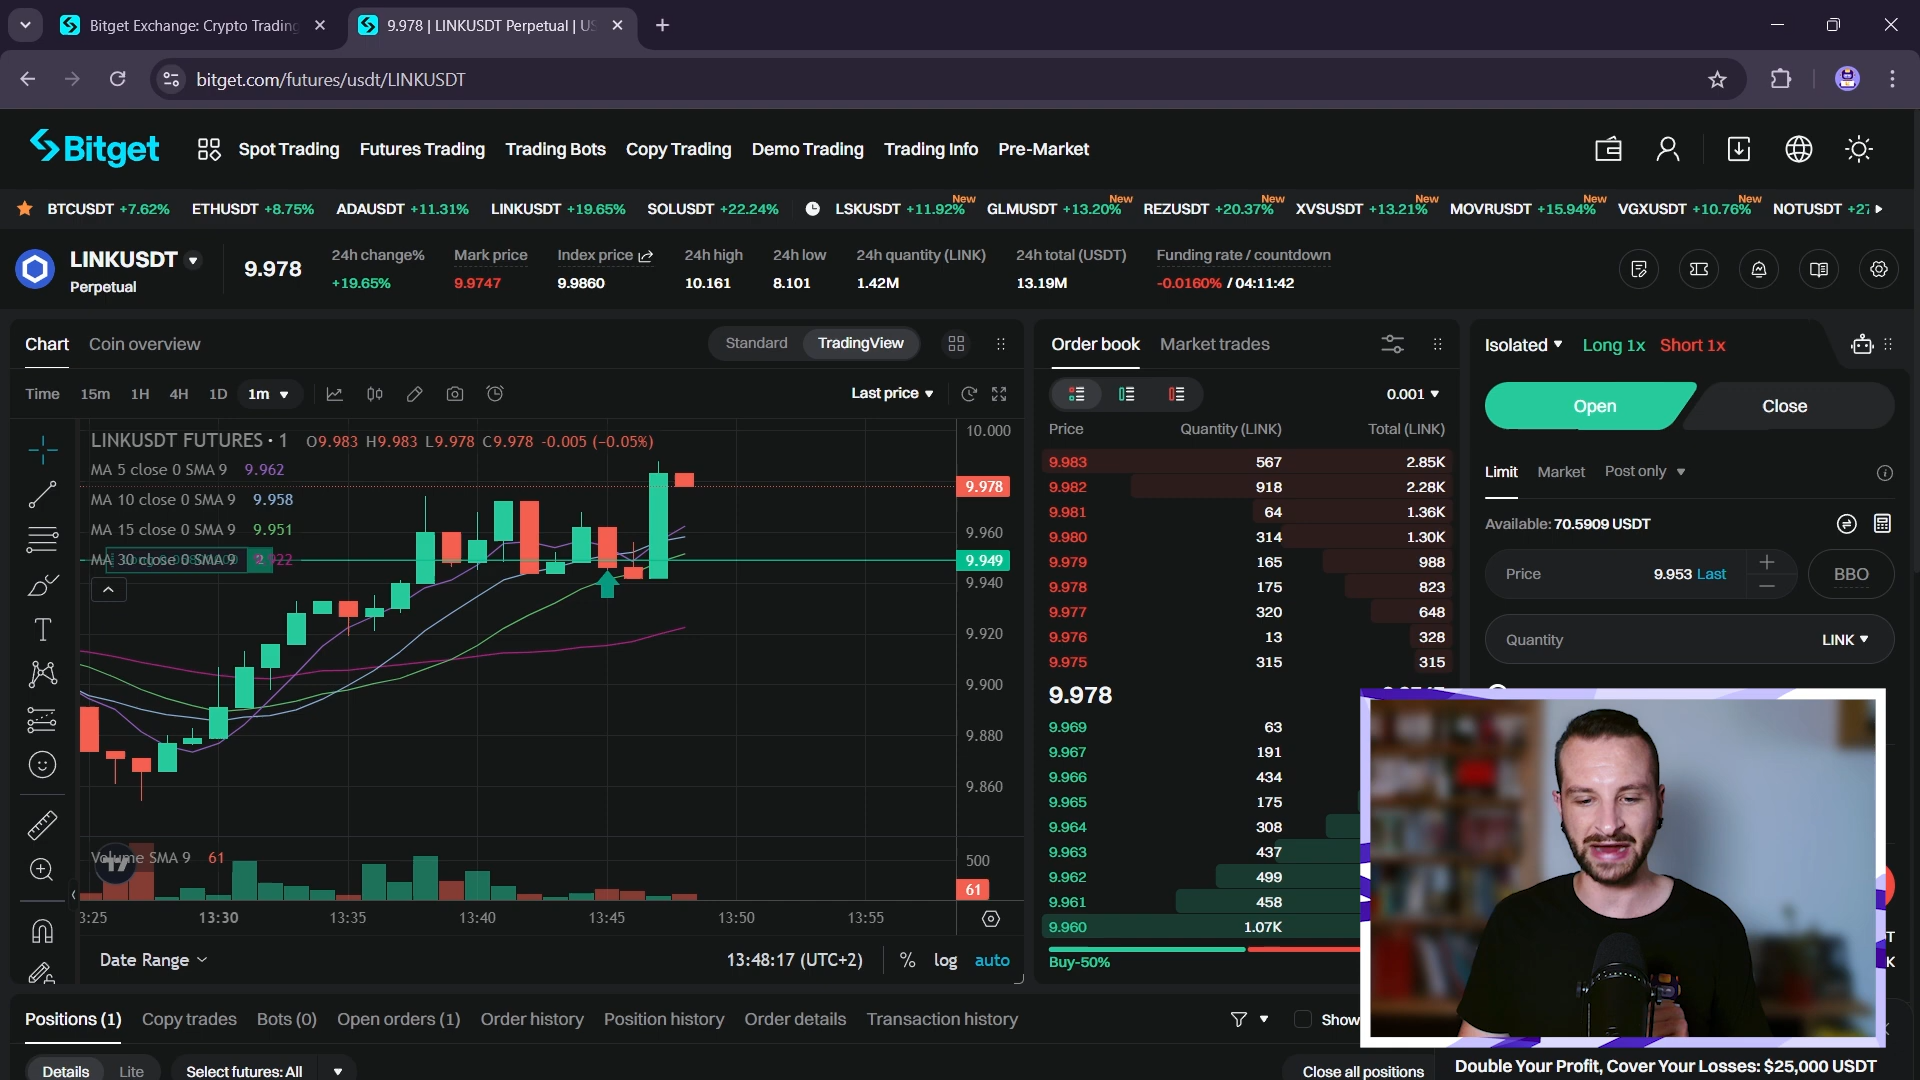 Bitget Exchange: Crypto Trading
9.978 | LINKUSDT Perpetual | US
bitget.com/futures/usdt/LINKUSDT
Bitget
Spot Trading Futures Trading Trading Bots Copy Trading Demo Trading Trading Info Pre-Market
BTCUSDT +7.62% ETHUSDT +8.75% ADAUSDT +11.31% LINKUSDT +19.65% SOLUSDT +22.24% LSKUSDT +11.92% New GLMUSDT +13.20% New REZUSDT +20.37% New XVSUSDT +13.21% New MOVRUSDT +15.94% New VGXUSDT +10.76% New NOTUSDT +27
LINKUSDT
Perpetual
9.978
24h change% Mark price Index price 24h high 24h low 24h quantity (LINK) 24h total (USDT) Funding rate / countdown
+19.65% 9.9747 9.9860 10.161 8.101 1.42M 13.19M -0.0160% / 04:11:42
Chart Coin overview
Standard TradingView
Time 15m 1H 4H 1D 1m
Last price
LINKUSDT FUTURES · 1 O9.983 H9.983 L9.978 C9.978 -0.005 (-0.05%)
MA 5 close 0 SMA 9 9.962
MA 10 close 0 SMA 9 9.958
MA 15 close 0 SMA 9 9.951
MA 30 close 0 SMA 9
10.000
9.978
9.960
9.949
9.940
9.920
9.900
9.880
9.860
Volume SMA 9 61
500
61
3:25 13:30 13:35 13:40 13:45 13:50 13:55
Date Range
13:48:17 (UTC+2) % log auto
Order book Market trades
0.001
Price Quantity (LINK) Total (LINK)
9.983 567 2.85K
9.982 918 2.28K
9.981 64 1.36K
9.980 314 1.30K
9.979 165 988
9.978 175 823
9.977 320 648
9.976 13 328
9.975 315 315
9.978
9.969 63
9.967 191
9.966 434
9.965 175
9.964 308
9.963 437
9.962 499
9.961 458
9.960 1.07K
Buy-50%
Isolated Long 1x Short 1x
Open Close
Limit Market Post only
Available: 70.5909 USDT
Price 9.953 Last BBO
Quantity LINK
T
K
Positions (1) Copy trades Bots (0) Open orders (1) Order history Position history Order details Transaction history
Show
Details Lite Select futures: All
Close all positions
Double Your Profit, Cover Your Losses: $25,000 USDT